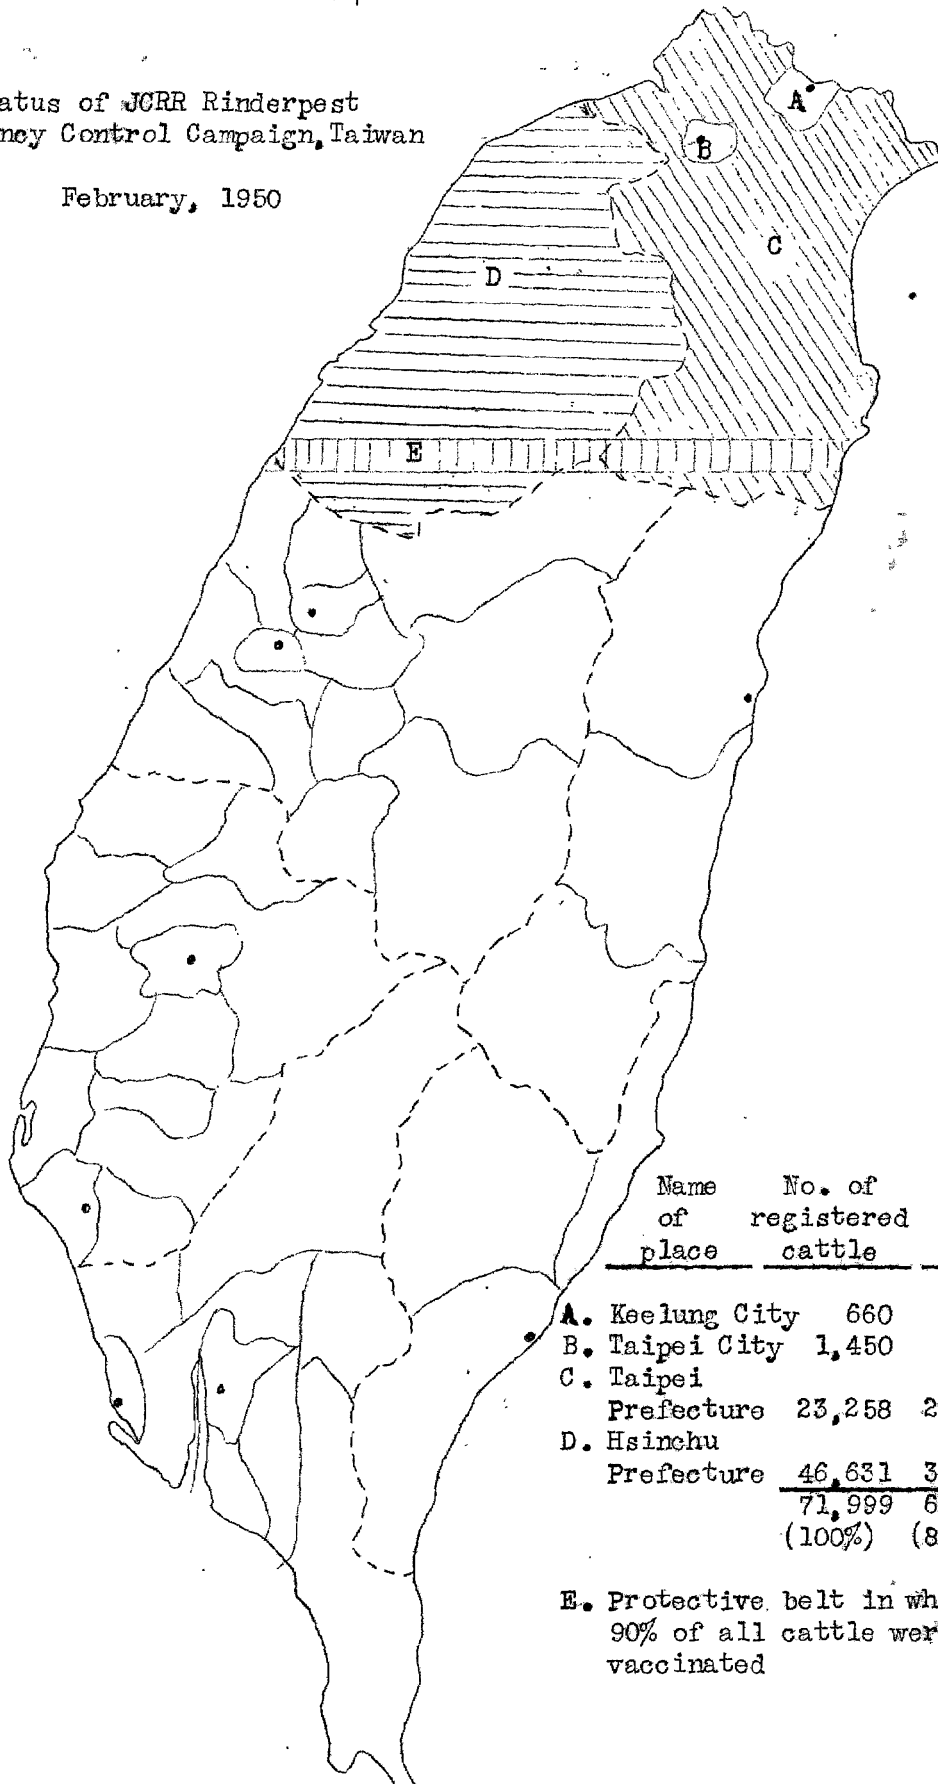 atus of JCRR Rinderpest
ncy Control Campaign, Taiwan
February, 1950
A
B
C
D
E
Name No. of
of registered
place cattle
A. Keelung City 660
B. Taipei City 1,450
C. Taipei
Prefecture 23,258 2
D. Hsinchu
Prefecture 46,631 3
71,999 6
(100%) (8
E. Protective belt in wh
90% of all cattle wer
vaccinated